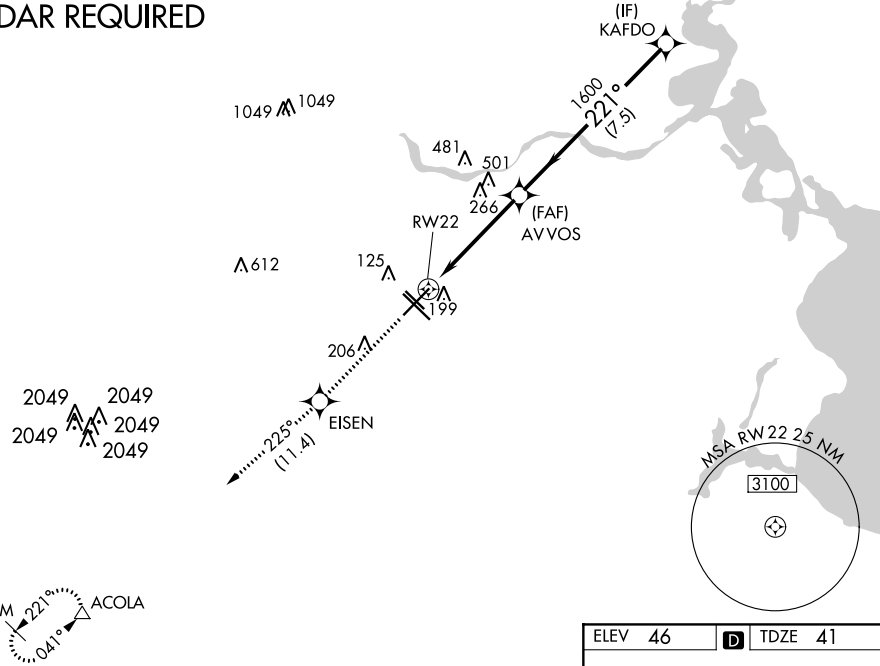 DAR REQUIRED
(IF)
KAFDO
1600
221°
(7.5)
1049 1049
481
501
266
(FAF)
AVVOS
RW22
612
125
199
206
EISEN
2049 2049
2049 2049
2049
225°
(11.4)
MSA RW22 25 NM
3100
M
221°
041°
ACOLA
ELEV 46 D TDZE 41